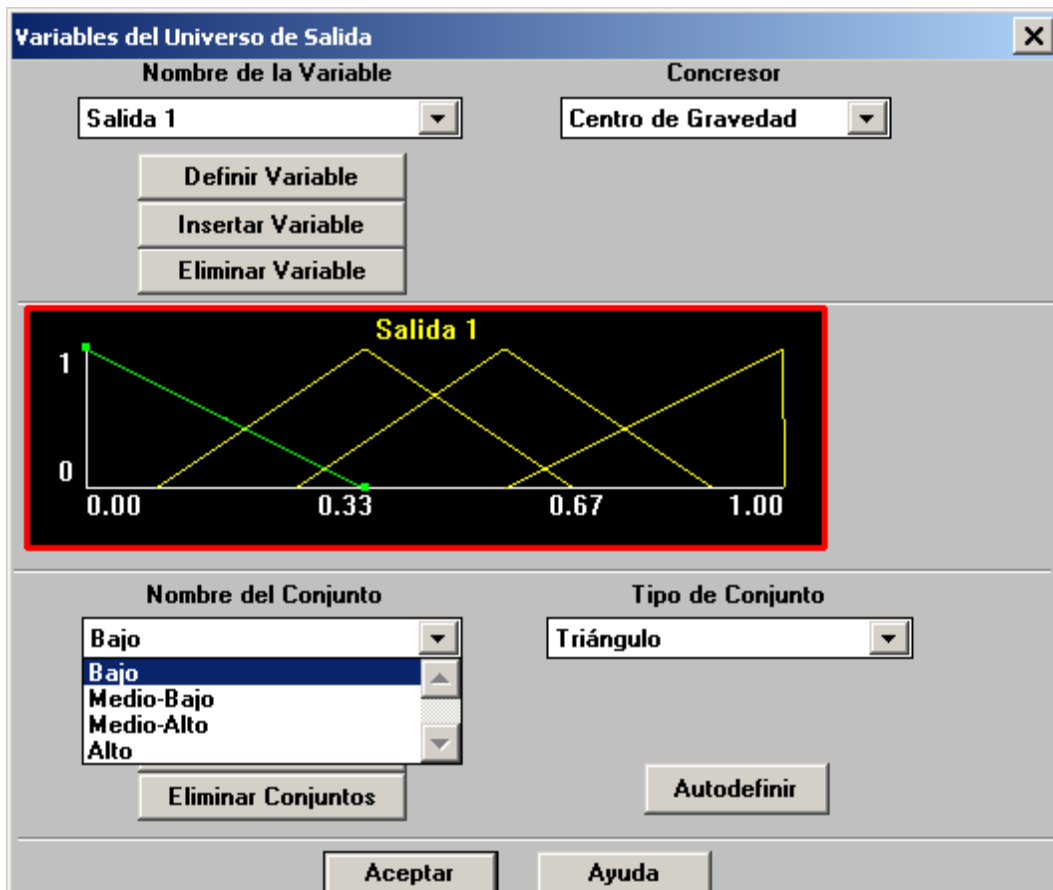 Variables del Universo de Salida
Nombre de la Variable
Concresor
Salida 1
Centro de Gravedad
Definir Variable
Insertar Variable
Eliminar Variable
Salida 1
1
0
0.00 0.33 0.67 1.00
Nombre del Conjunto
Tipo de Conjunto
Bajo
Triángulo
Bajo
Medio-Bajo
Medio-Alto
Alto
Eliminar Conjuntos
Autodefinir
Aceptar
Ayuda